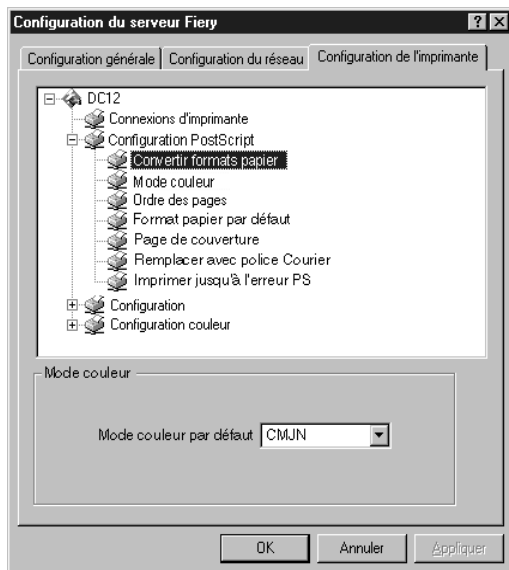 Configuration du serveur Fiery
Configuration générale Configuration du réseau Configuration de l'imprimante
DC12
Connexions d'imprimante
Configuration PostScript
Convertir formats papier
Mode couleur
Ordre des pages
Format papier par défaut
Page de couverture
Remplacer avec police Courier
Imprimer jusqu'à l'erreur PS
Configuration
Configuration couleur
Mode couleur
Mode couleur par défaut CMJN
OK Annuler Appliquer